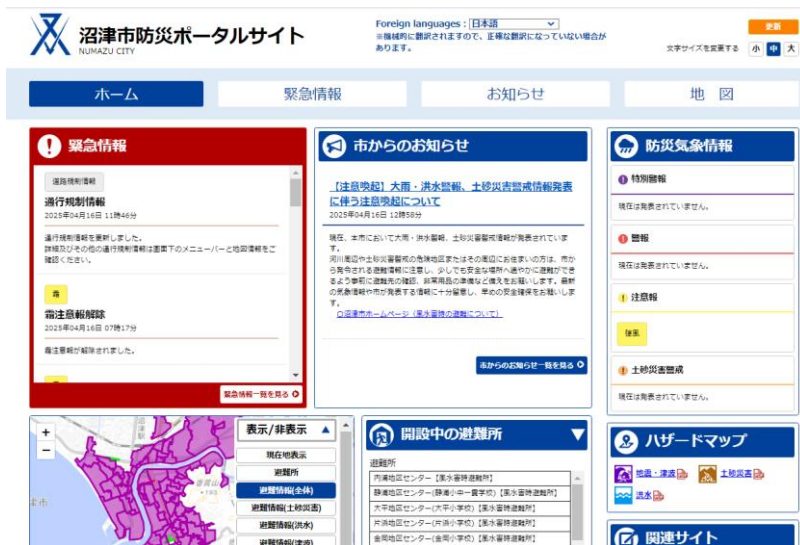 沼津市防災ポータルサイト
NUMAZU CITY
Foreign languages : 日本語
※機械的に翻訳されますので、正確な翻訳になっていない場合が
あります。
更新
文字サイズを変更する 小 中 大
ホーム
緊急情報
お知らせ
地 図
緊急情報
道路規制情報
通行規制情報
2025年04月16日 11時46分
通行規制情報を更新しました。
詳細及びその他の通行規制情報は画面下のメニューバーと地図情報をご
確認ください。
霜
霜注意報解除
2025年04月16日 07時17分
霜注意報が解除されました。
緊急情報一覧を見る
市からのお知らせ
【注意喚起】大雨・洪水警報、土砂災害警戒情報発表
に伴う注意喚起について
2025年04月16日 12時58分
現在、本市において大雨・洪水警報、土砂災害警戒情報が発表されていま
す。
河川周辺や土砂災害警戒の危険地区またはその周辺にお住まいの方は、市か
ら発令される避難情報に注意し、少しでも安全な場所へ速やかに避難ができ
るよう事前に避難先の確認、非常用品の準備など備えをお願いします。最新
の気象情報や市が発表する情報に十分留意し、早めの安全確保をお願いしま
す。
○沼津市ホームページ（風水害時の避難について）
市からのお知らせ一覧を見る
防災気象情報
特別警報
現在は発表されていません。
警報
現在は発表されていません。
注意報
強風
土砂災害警戒
現在は発表されていません。
+
−
表示/非表示 ▲
現在地表示
避難所
避難情報(全体)
避難情報(土砂災害)
避難情報(洪水)
避難情報(津波)
開設中の避難所 ▼
避難所
内浦地区センター【風水害時避難所】
静浦地区センター(静浦小中一貫学校)【風水害時避難所】
大平地区センター(大平小学校)【風水害時避難所】
片浜地区センター(片浜小学校)【風水害時避難所】
金岡地区センター(金岡小学校)【風水害時避難所】
ハザードマップ
地震・津波 土砂災害
洪水
関連サイト